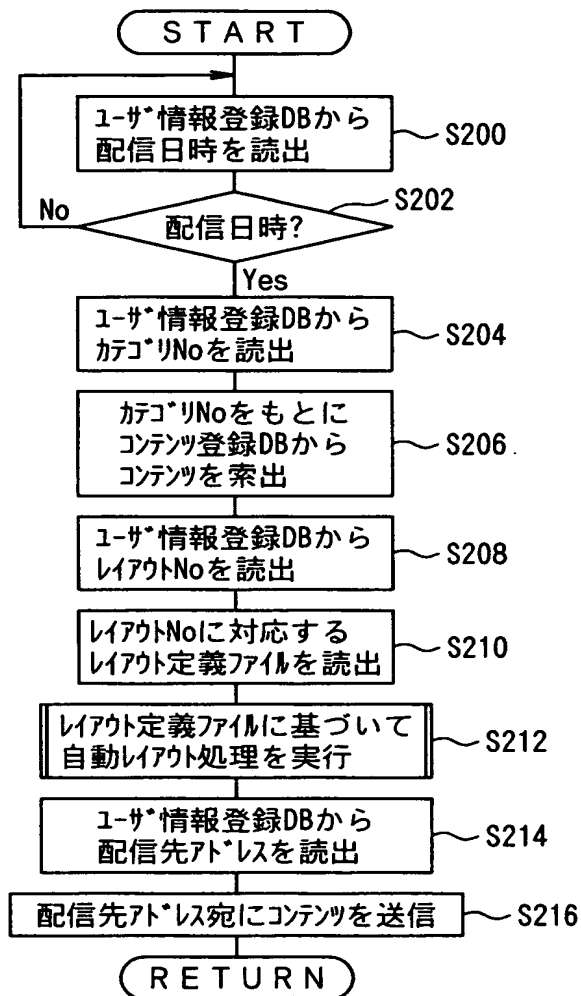 START
ﾕｰｻﾞ情報登録DBから
配信日時を読出
S200
配信日時?
S202
No
Yes
ﾕｰｻﾞ情報登録DBから
ｶﾃｺﾞﾘNoを読出
S204
ｶﾃｺﾞﾘNoをもとに
ｺﾝﾃﾝﾂ登録DBから
ｺﾝﾃﾝﾂを索出
S206
ﾕｰｻﾞ情報登録DBから
ﾚｲｱｳﾄNoを読出
S208
ﾚｲｱｳﾄNoに対応する
ﾚｲｱｳﾄ定義ﾌｧｲﾙを読出
S210
ﾚｲｱｳﾄ定義ﾌｧｲﾙに基づいて
自動ﾚｲｱｳﾄ処理を実行
S212
ﾕｰｻﾞ情報登録DBから
配信先ｱﾄﾞﾚｽを読出
S214
配信先ｱﾄﾞﾚｽ宛にｺﾝﾃﾝﾂを送信
S216
RETURN